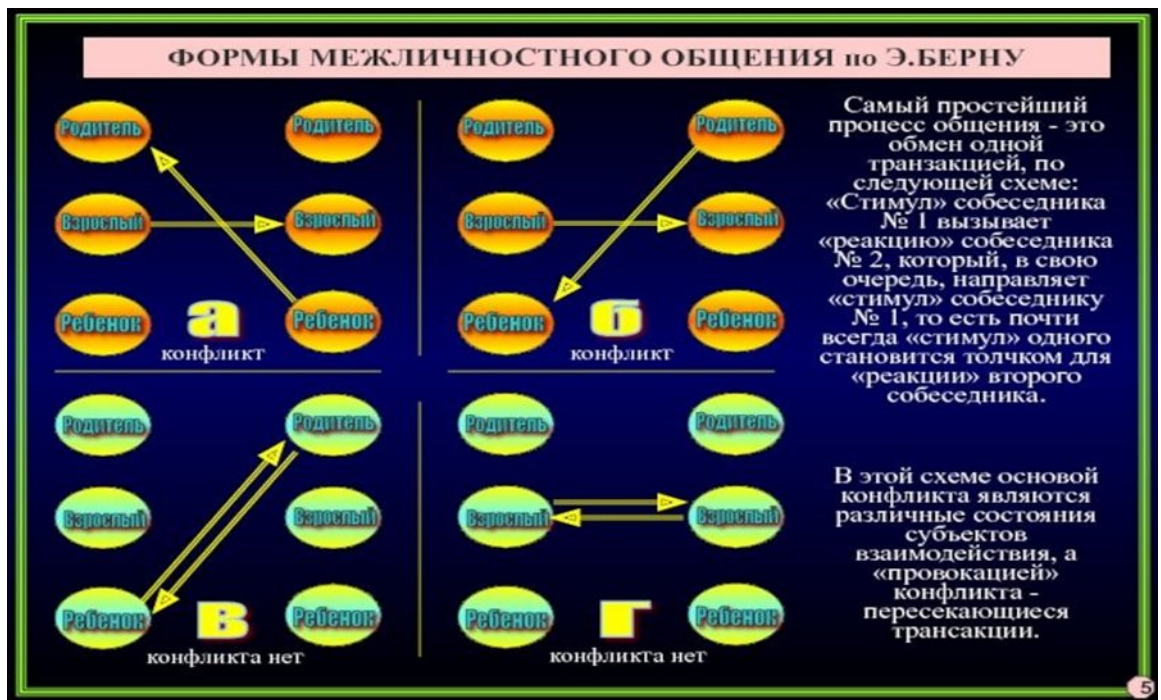 ФОРМЫ МЕЖЛИЧНОСТНОГО ОБЩЕНИЯ по Э.БЕРНУ
Родитель Родитель
Взрослый Взрослый
Ребенок Ребенок
а
конфликт
Родитель Родитель
Взрослый Взрослый
Ребенок Ребенок
б
конфликт
Родитель Родитель
Взрослый Взрослый
Ребенок Ребенок
в
конфликта нет
Родитель Родитель
Взрослый Взрослый
Ребенок Ребенок
г
конфликта нет
Самый простейший
процесс общения - это
обмен одной
транзакцией, по
следующей схеме:
«Стимул» собеседника
№ 1 вызывает
«реакцию» собеседника
№ 2, который, в свою
очередь, направляет
«стимул» собеседнику
№ 1, то есть почти
всегда «стимул» одного
становится толчком для
«реакции» второго
собеседника.
В этой схеме основой
конфликта являются
различные состояния
субъектов
взаимодействия, а
«провокацией»
конфликта -
пересекающиеся
трансакции.
5